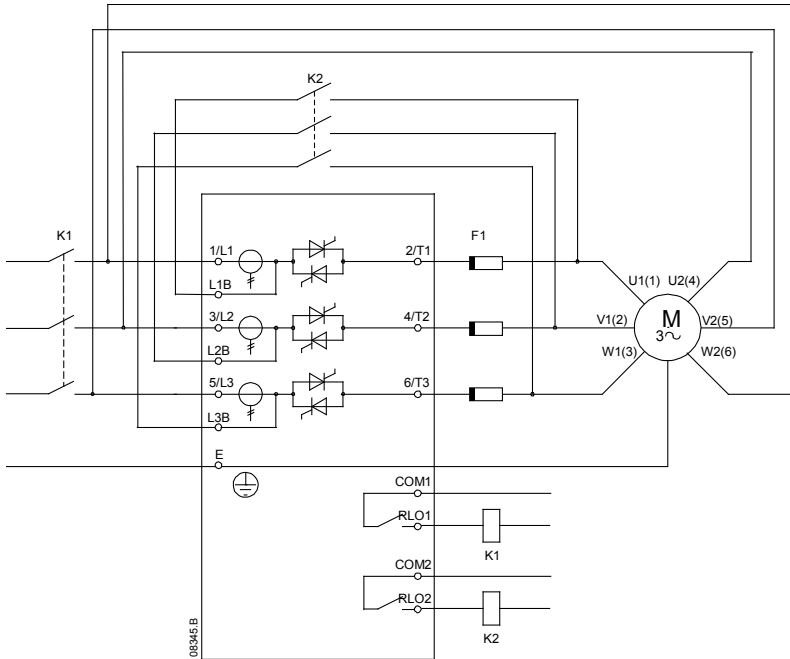 K2
K1
1/L1
2/T1
F1
U1(1) U2(4)
L1B
3/L2
4/T2
V1(2)
M
3~
V2(5)
L2B
W1(3)
W2(6)
5/L3
6/T3
L3B
E
COM1
RLO1
K1
COM2
RLO2
K2
08345.B